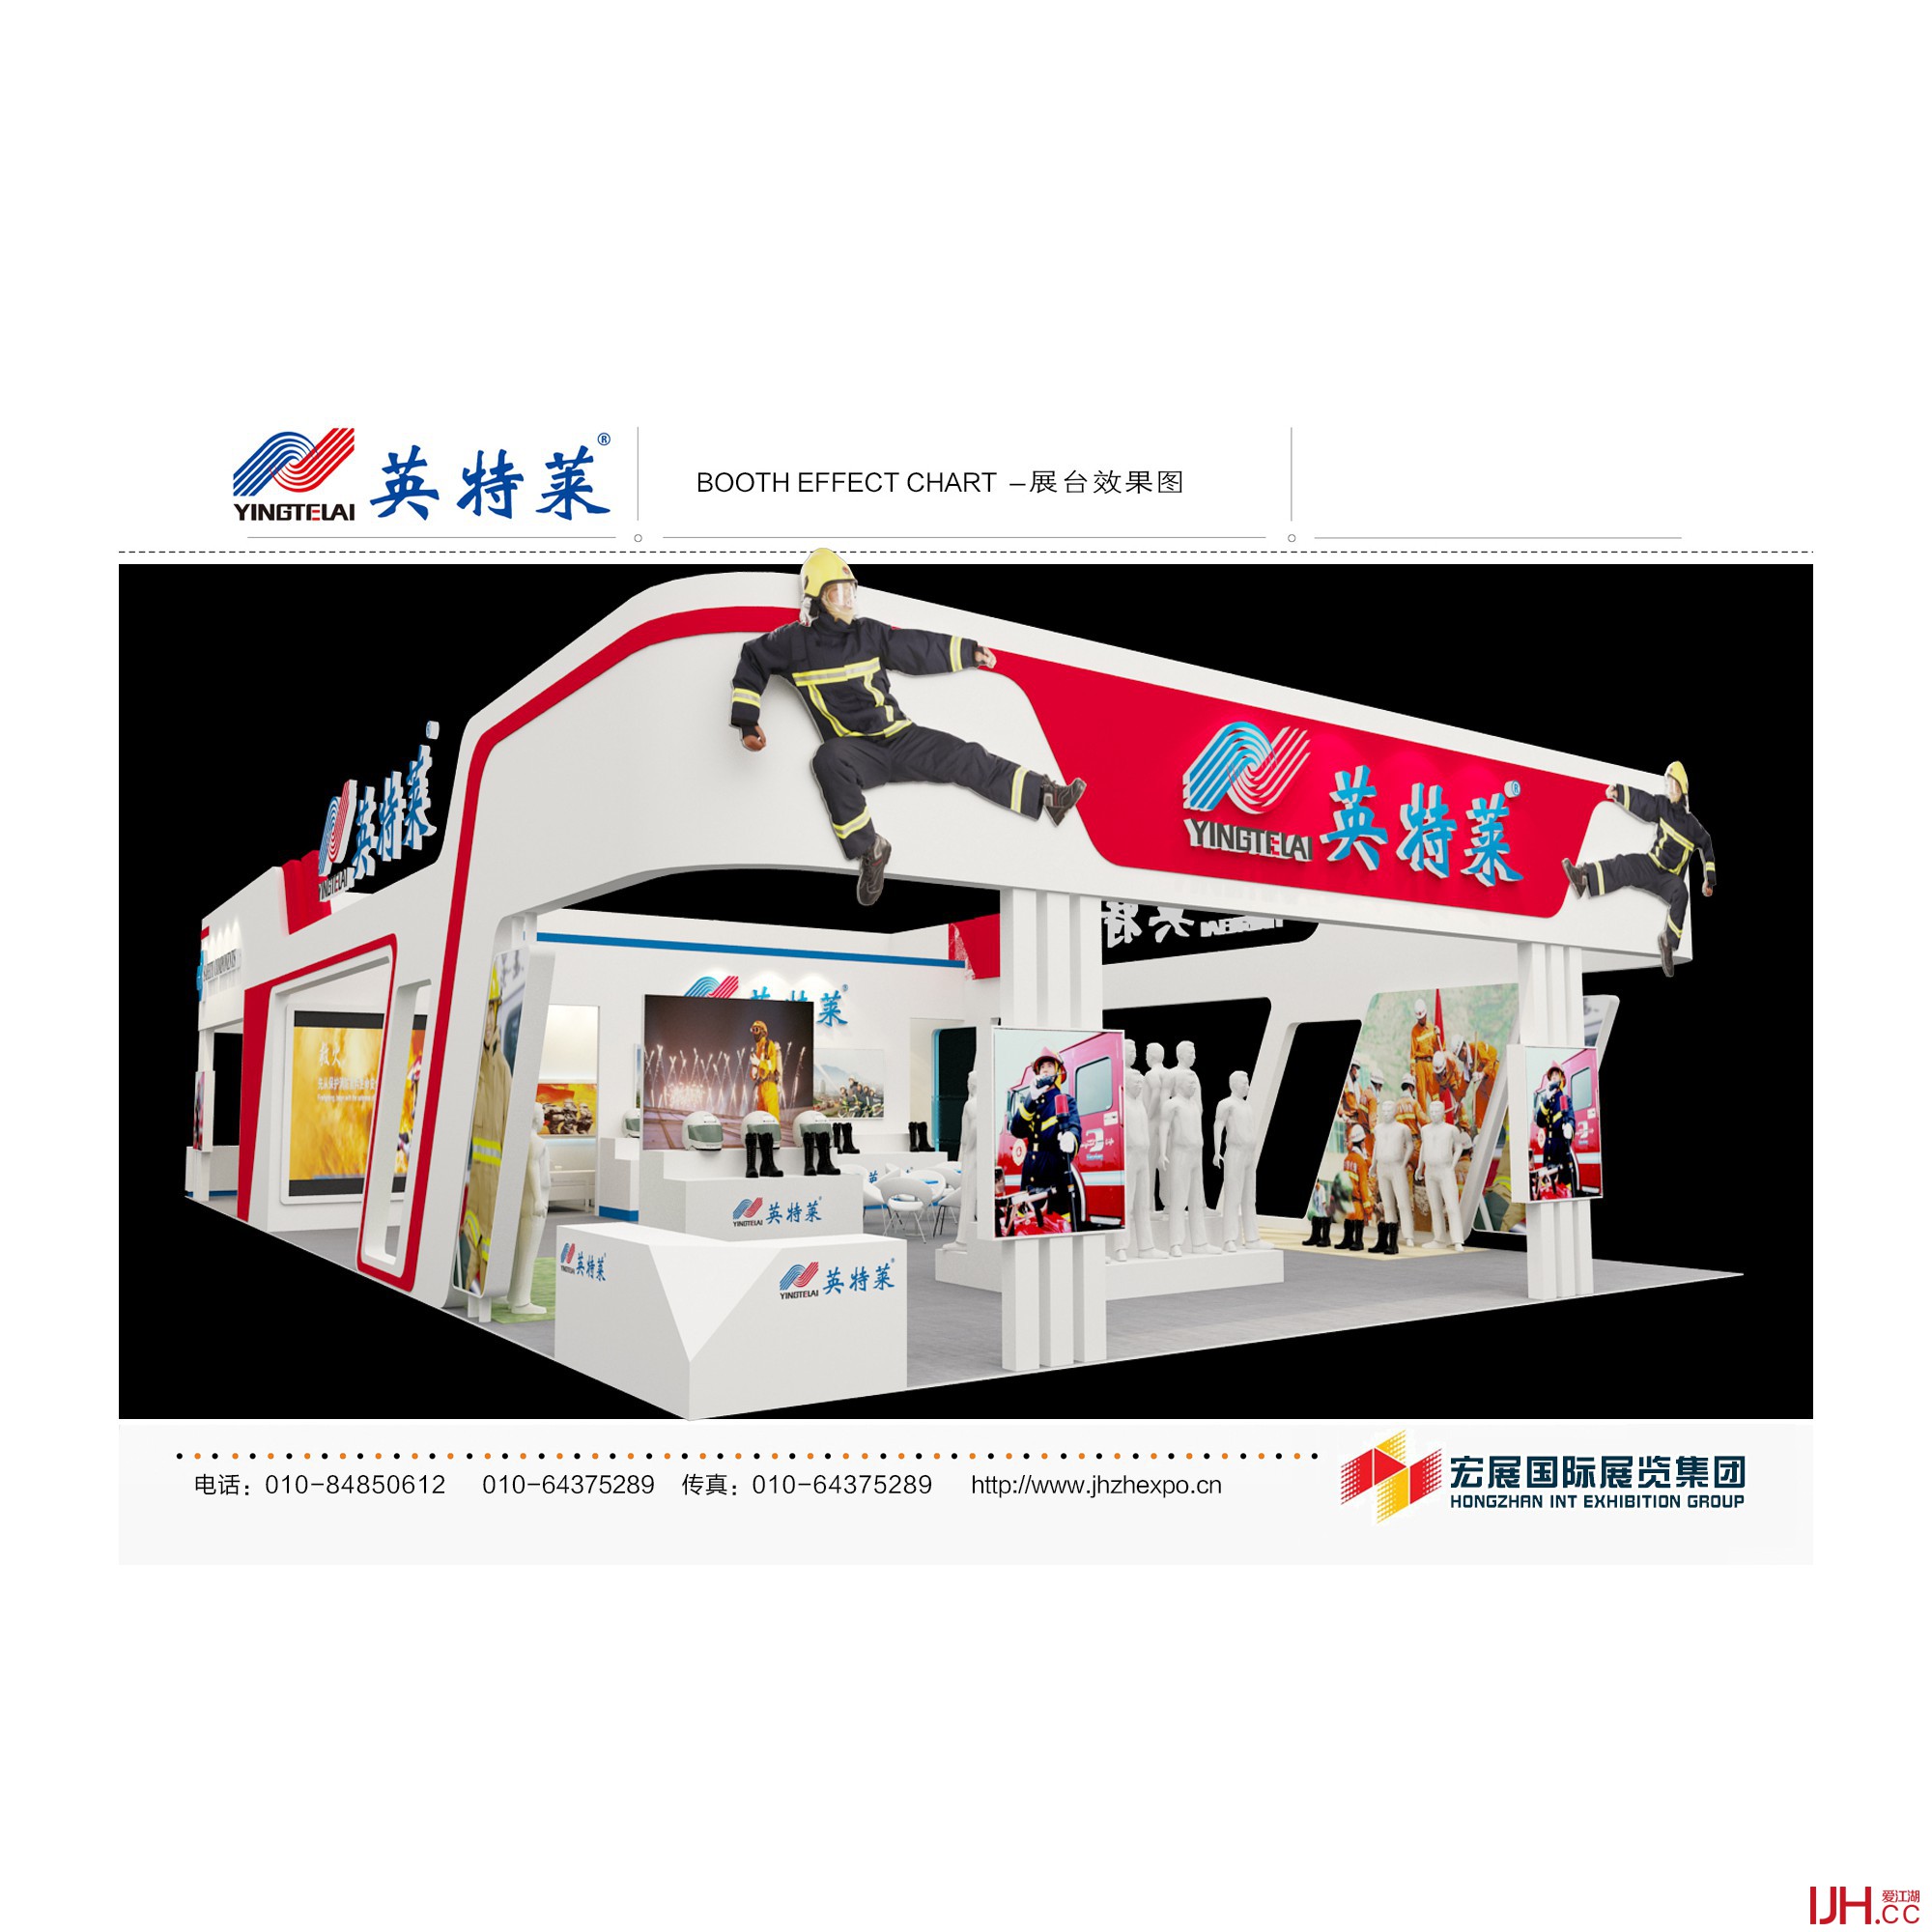 YINGTELAI 英特莱®
BOOTH EFFECT CHART -展台效果图
英特莱
YINGTELAI
YINGTELAI 英特莱
英特莱
YINGTELAI 英特莱
YINGTELAI 英特莱
YINGTELAI 英特莱
电话：010-84850612 010-64375289 传真：010-64375289 http://www.jhzhexpo.cn
宏展国际展览集团
HONGZHAN INT EXHIBITION GROUP
IJH.CC 爱江湖